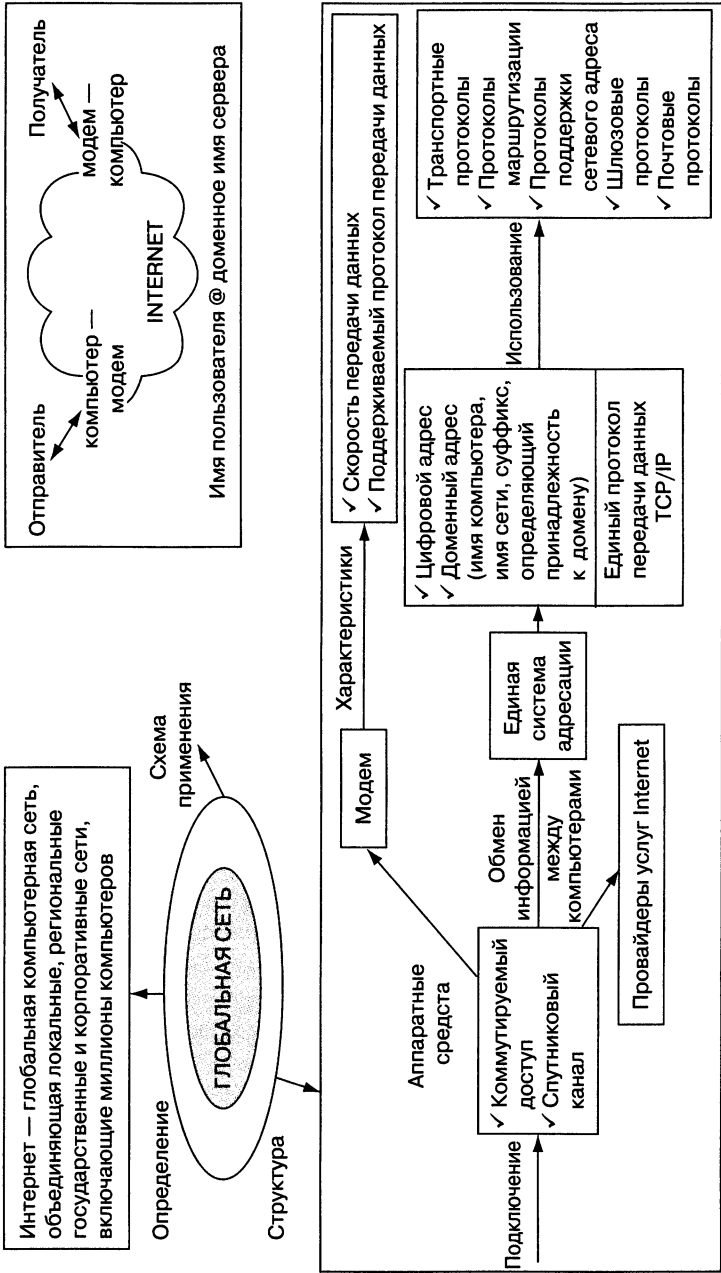 Интернет — глобальная компьютерная сеть,
объединяющая локальные, региональные
государственные и корпоративные сети,
включающие миллионы компьютеров
Определение
ГЛОБАЛЬНАЯ СЕТЬ
Схема
применения
Структура
Отправитель
компьютер —
модем
INTERNET
Получатель
модем —
компьютер
Имя пользователя @ доменное имя сервера
Подключение
✓ Коммутируемый
доступ
✓ Спутниковый
канал
Аппаратные
средста
Модем
Характеристики
✓ Скорость передачи данных
✓ Поддерживаемый протокол передачи данных
Обмен
информацией
между
компьютерами
Провайдеры услуг Internet
Единая
система
адресации
✓ Цифровой адрес
✓ Доменный адрес
(имя компьютера,
имя сети, суффикс,
определяющий
принадлежность
к домену)
Единый протокол
передачи данных
TCP/IP
Использование
✓ Транспортные
протоколы
✓ Протоколы
маршрутизации
✓ Протоколы
поддержки
сетевого адреса
✓ Шлюзовые
протоколы
✓ Почтовые
протоколы